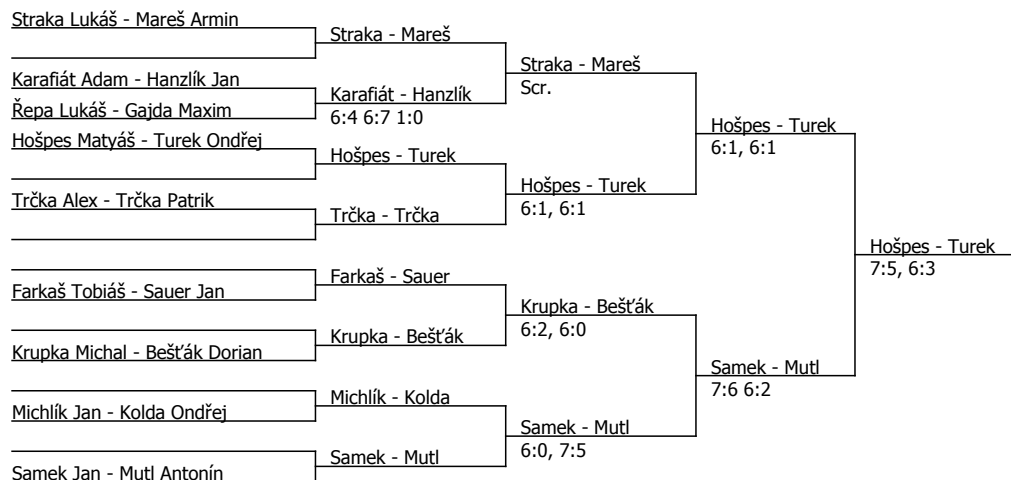 Straka Lukáš - Mareš Armin
Karafiát Adam - Hanzlík Jan
Řepa Lukáš - Gajda Maxim
Hošpes Matyáš - Turek Ondřej
Trčka Alex - Trčka Patrik
Farkaš Tobiáš - Sauer Jan
Krupka Michal - Bešťák Dorian
Michlík Jan - Kolda Ondřej
Samek Jan - Mutl Antonín
Straka - Mareš
Karafiát - Hanzlík
6:4 6:7 1:0
Hošpes - Turek
Trčka - Trčka
Farkaš - Sauer
Krupka - Bešťák
Michlík - Kolda
Samek - Mutl
Straka - Mareš
Scr.
Hošpes - Turek
6:1, 6:1
Krupka - Bešťák
6:2, 6:0
Samek - Mutl
6:0, 7:5
Hošpes - Turek
6:1, 6:1
Samek - Mutl
7:6 6:2
Hošpes - Turek
7:5, 6:3